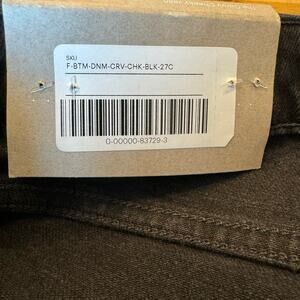 SKU
F-BTM-DNM-CRV-CHK-BLK-27C
0-00000-83729-3